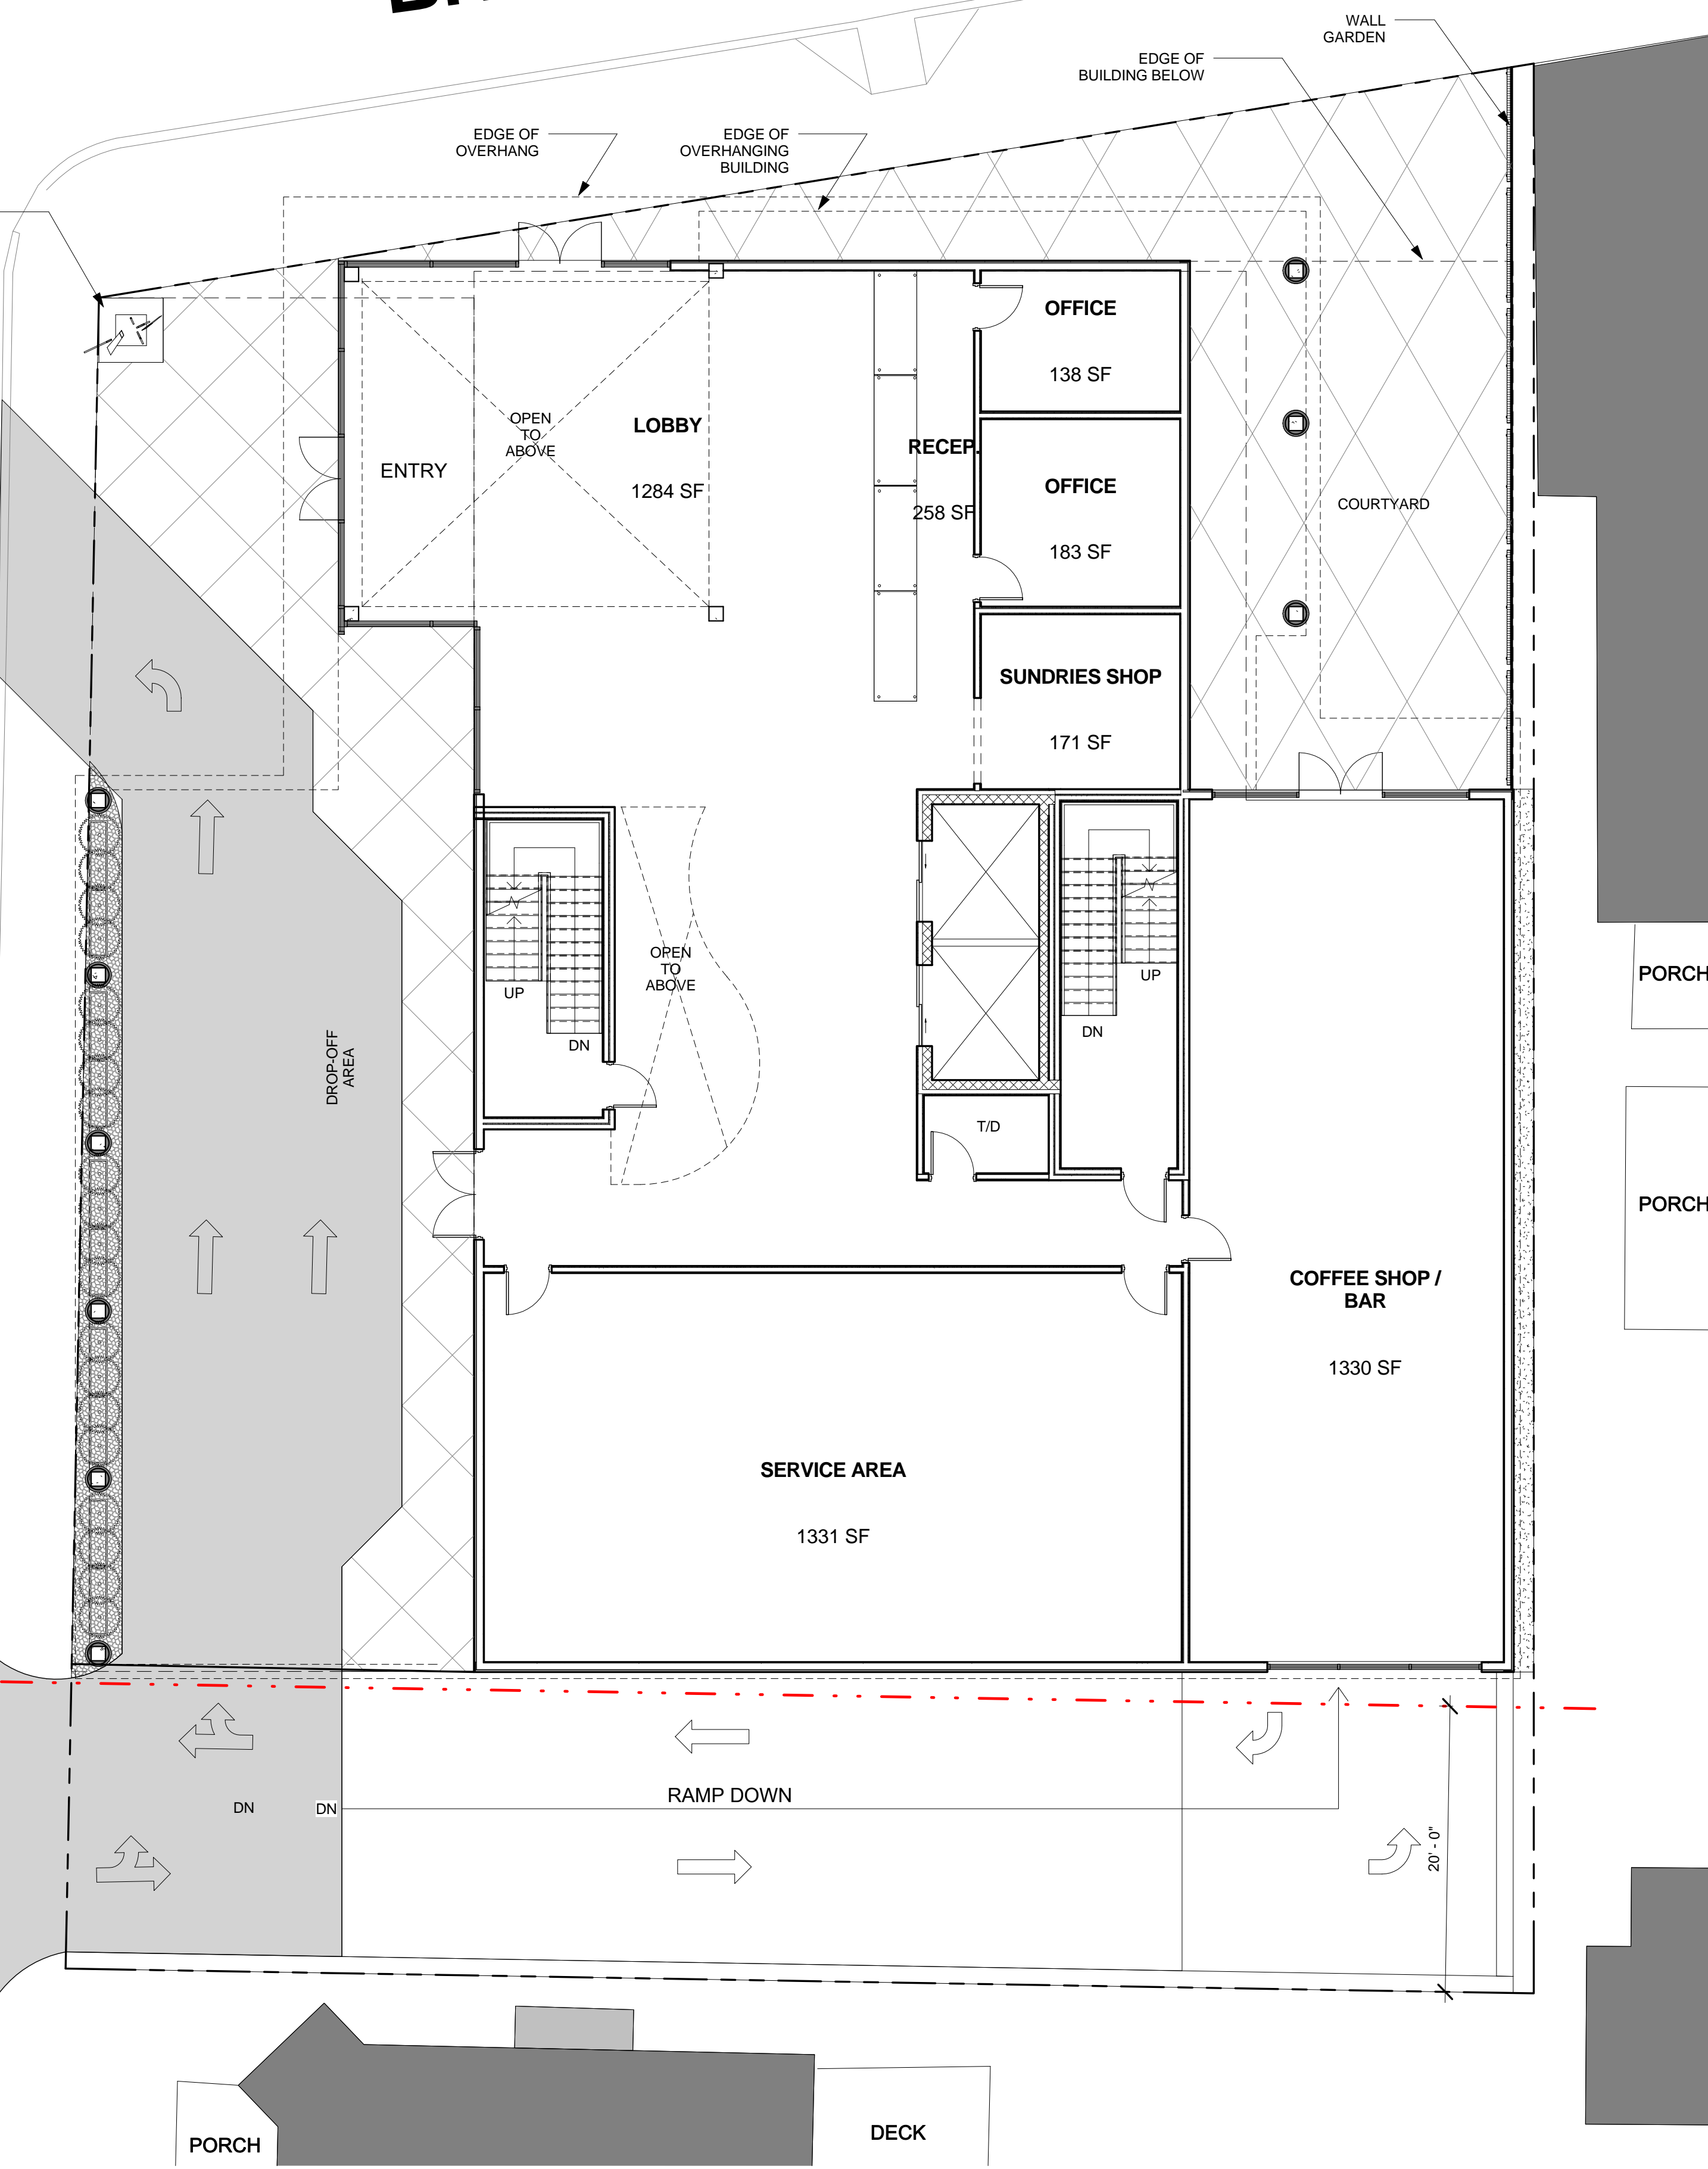 WALL
GARDEN
EDGE OF
BUILDING BELOW
EDGE OF
OVERHANG
EDGE OF
OVERHANGING
BUILDING
OFFICE
138 SF
OPEN
TO
ABOVE
LOBBY
1284 SF
ENTRY
RECEP.
258 SF
OFFICE
183 SF
COURTYARD
SUNDRIES SHOP
171 SF
OPEN
TO
ABOVE
UP
DN
UP
DN
PORCH
DROP-OFF
AREA
T/D
PORCH
COFFEE SHOP /
BAR
1330 SF
SERVICE AREA
1331 SF
RAMP DOWN
DN
DN
20' - 0"
PORCH
DECK